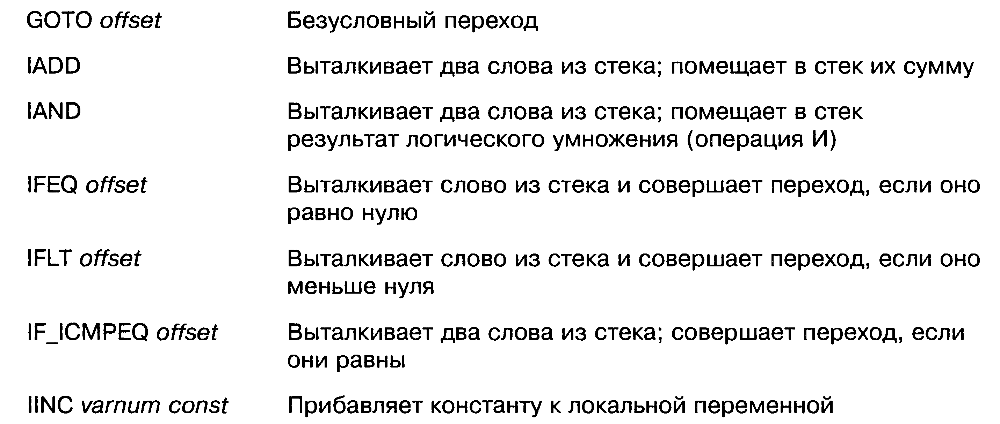 GOTO offset Безусловный переход
IADD Выталкивает два слова из стека; помещает в стек их сумму
IAND Выталкивает два слова из стека; помещает в стек
результат логического умножения (операция И)
IFEQ offset Выталкивает слово из стека и совершает переход, если оно
равно нулю
IFLT offset Выталкивает слово из стека и совершает переход, если оно
меньше нуля
IF_ICMPEQ offset Выталкивает два слова из стека; совершает переход, если
они равны
IINC varnum const Прибавляет константу к локальной переменной